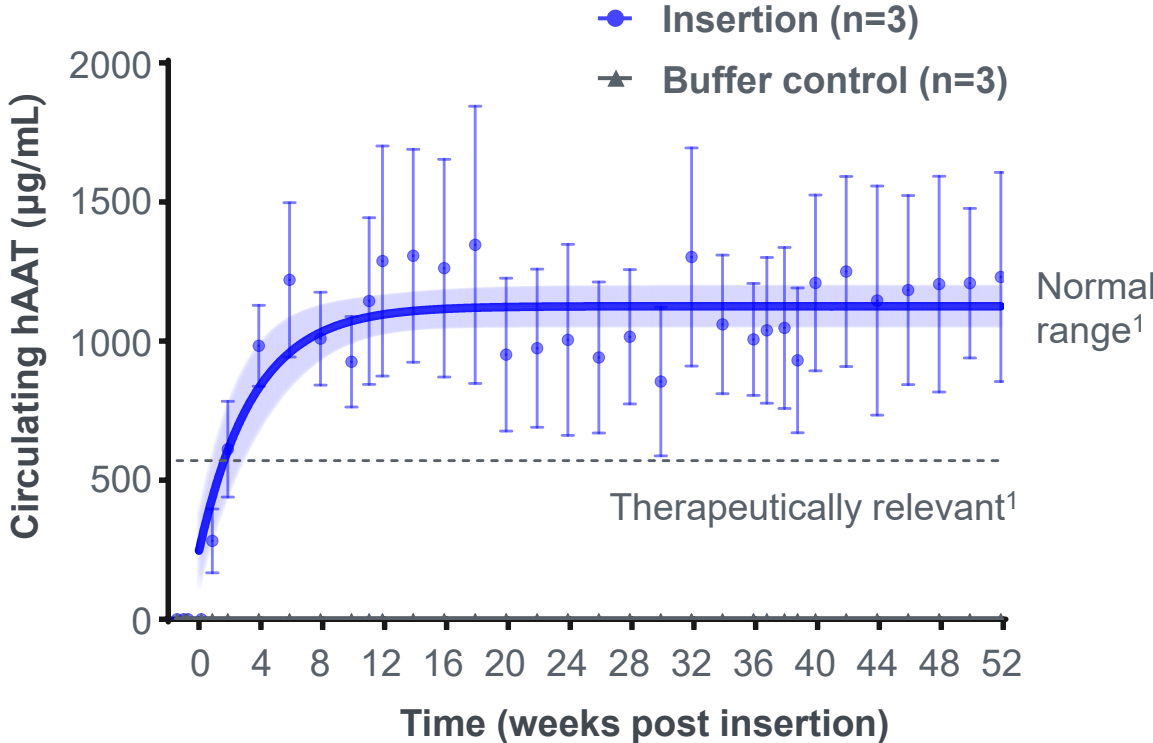 Insertion (n=3)
Buffer control (n=3)
Circulating hAAT (µg/mL)
2000
1500
1000
500
0
Normal
range¹
Therapeutically relevant¹
0 4 8 12 16 20 24 28 32 36 40 44 48 52
Time (weeks post insertion)